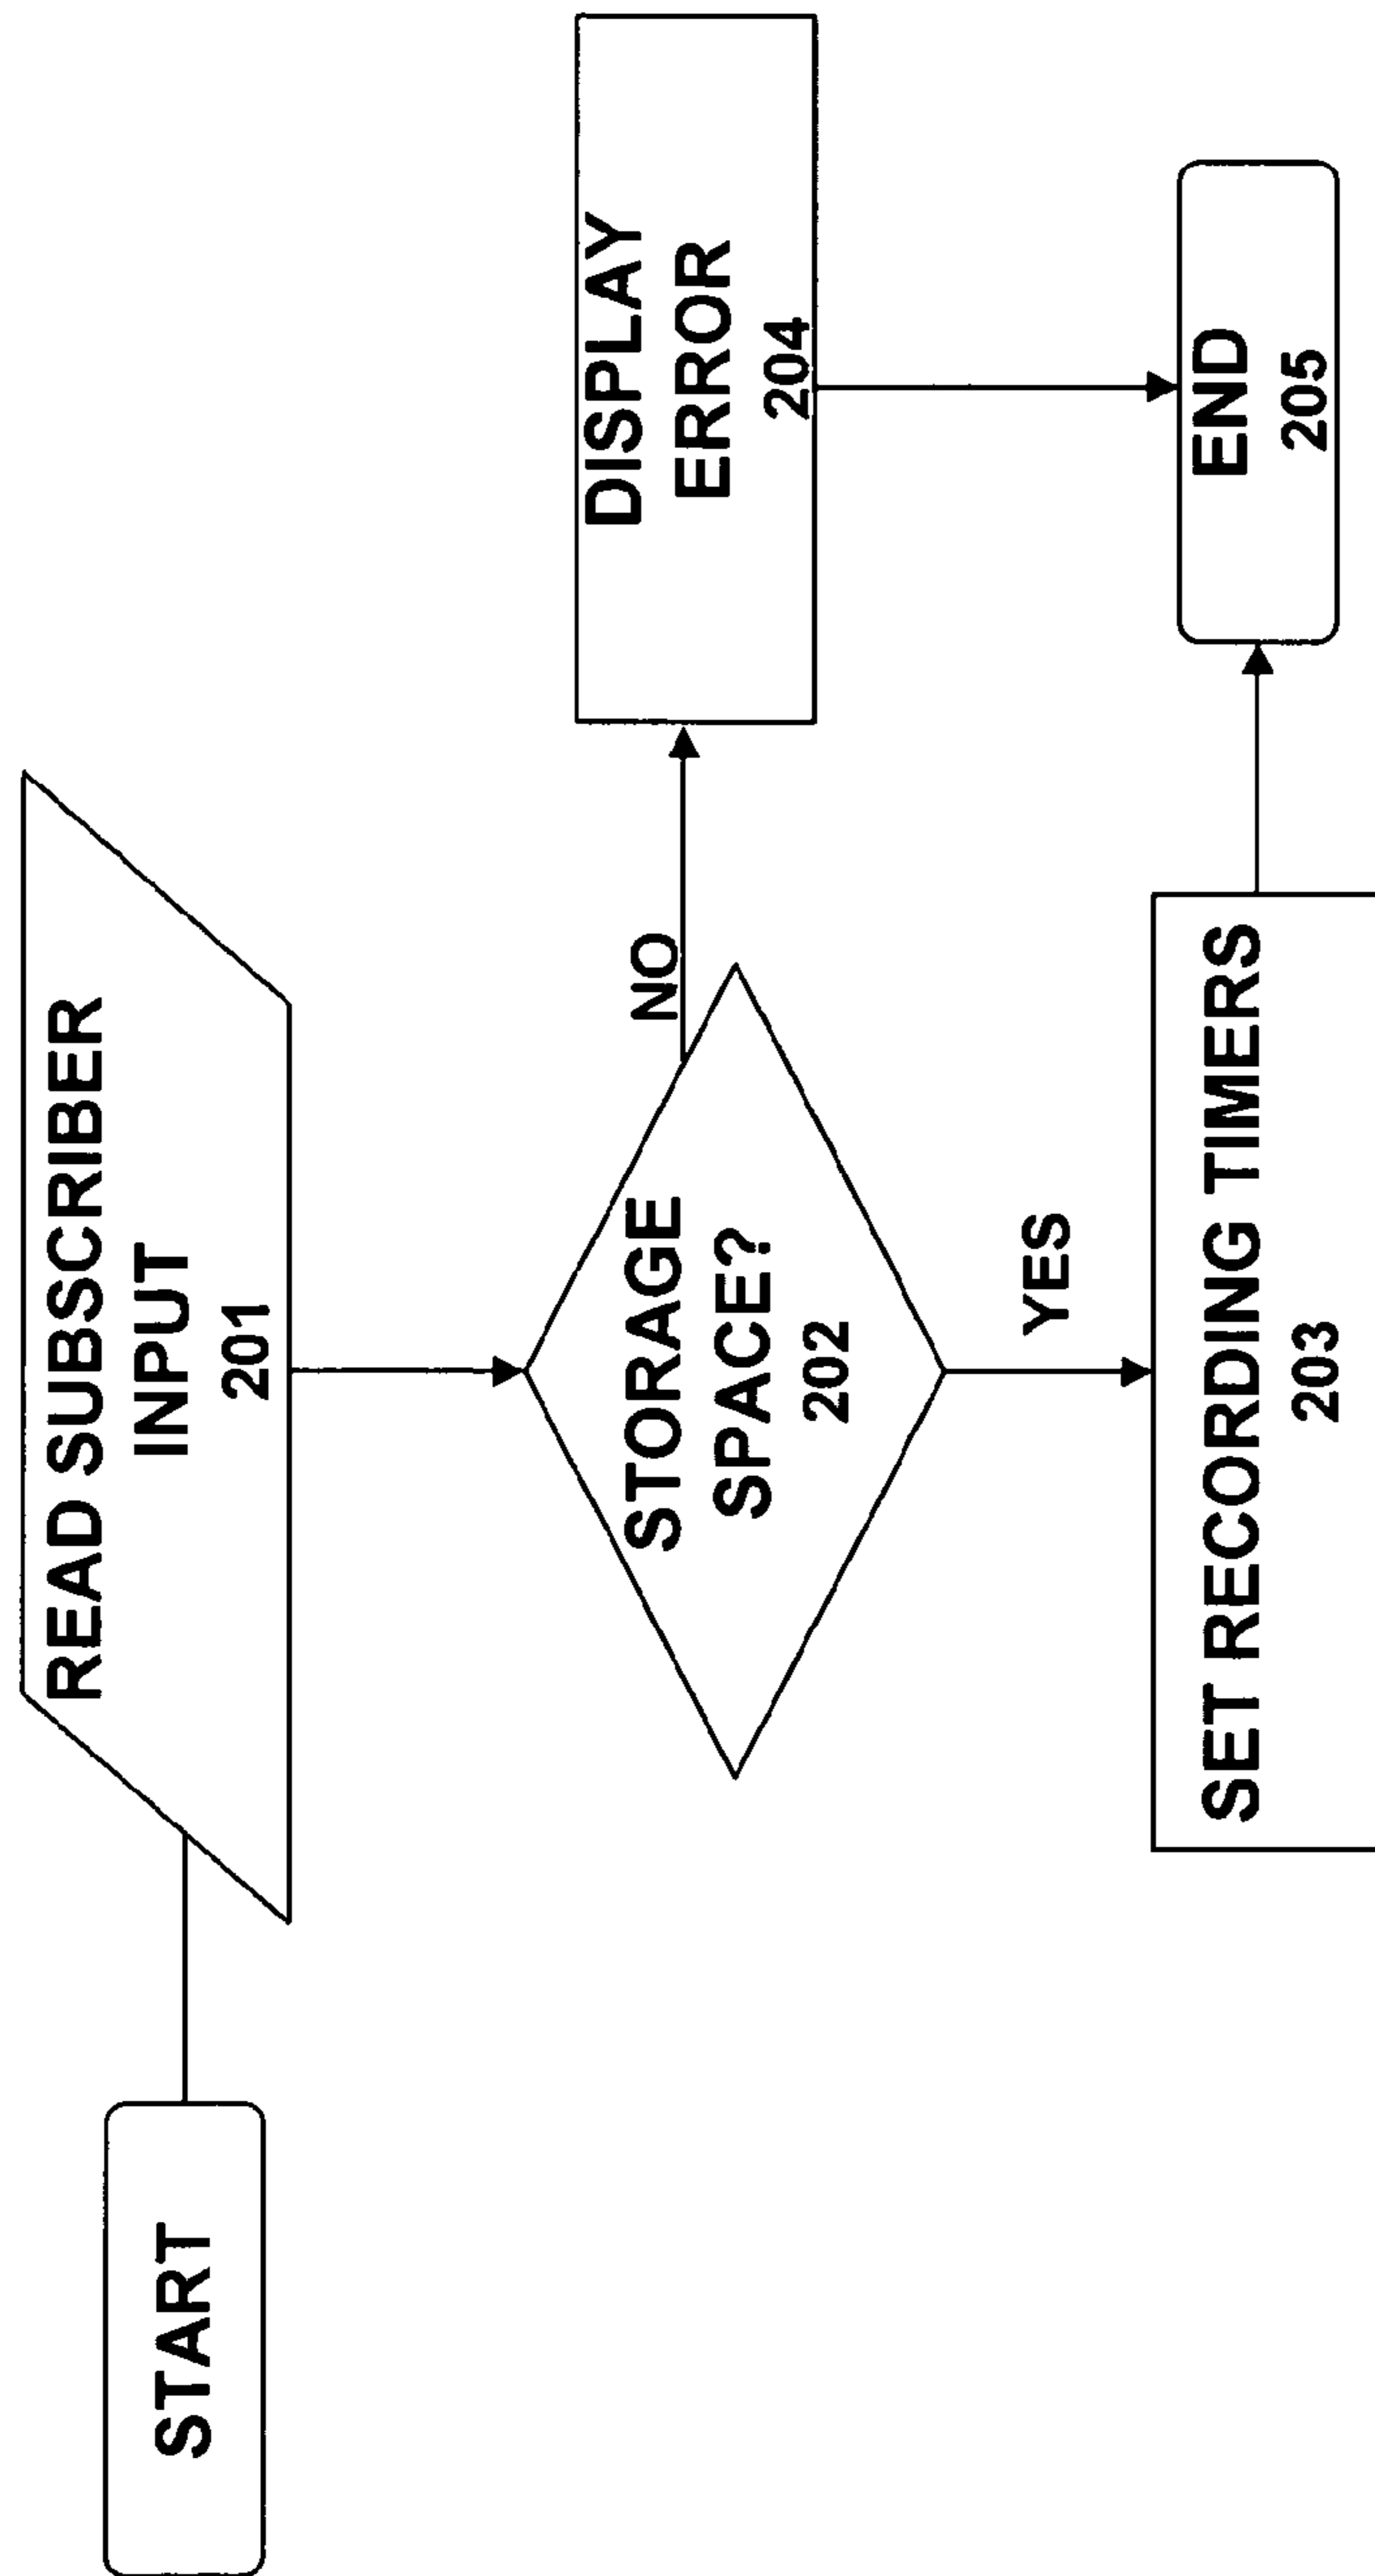 START
READ SUBSCRIBER
INPUT
201
STORAGE
SPACE?
202
NO
DISPLAY
ERROR
204
YES
SET RECORDING TIMERS
203
END
205